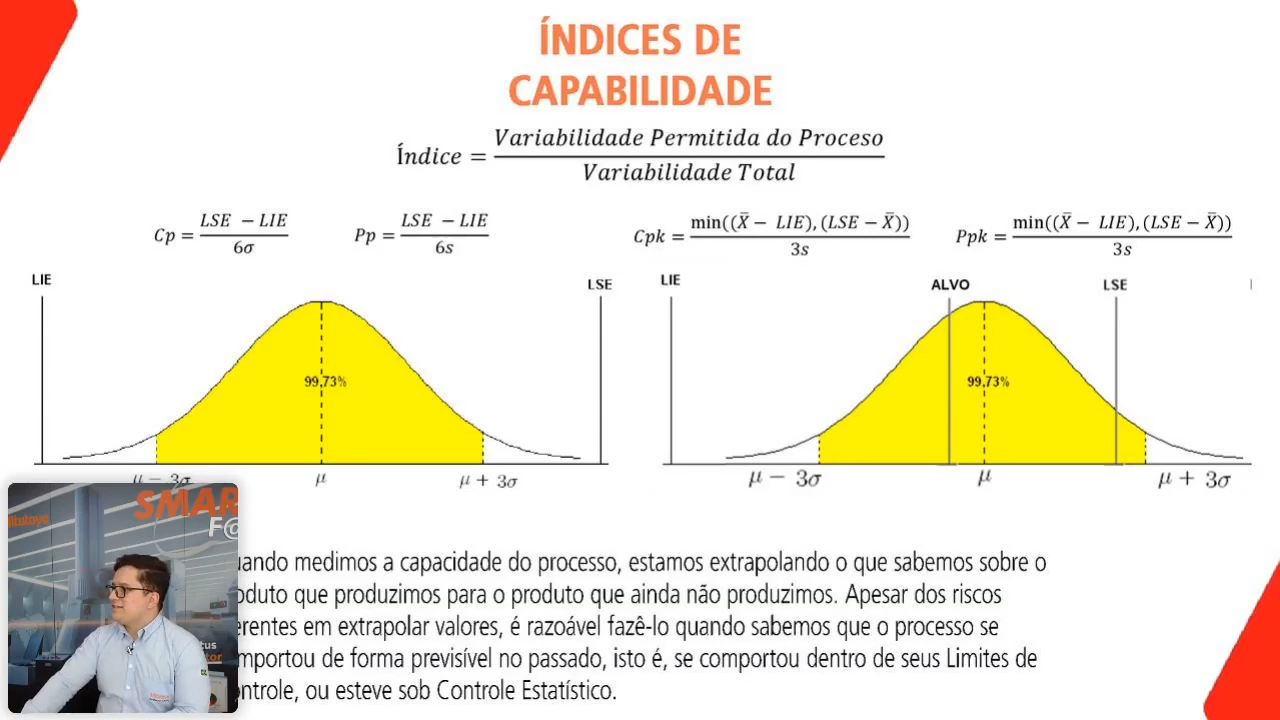 ÍNDICES DE
CAPABILIDADE
Índice = Variabilidade Permitida do Proceso / Variabilidade Total
Cp = LSE − LIE / 6σ
Pp = LSE − LIE / 6s
Cpk = min((X̄ − LIE), (LSE − X̄)) / 3s
Ppk = min((X̄ − LIE), (LSE − X̄)) / 3s
LIE
LSE
99,73%
μ − 3σ
μ
μ + 3σ
LIE
ALVO
LSE
99,73%
μ − 3σ
μ
μ + 3σ
SMAR
F@
Mitutoyo
uando medimos a capacidade do processo, estamos extrapolando o que sabemos sobre o
oduto que produzimos para o produto que ainda não produzimos. Apesar dos riscos
erentes em extrapolar valores, é razoável fazê-lo quando sabemos que o processo se
mportou de forma previsível no passado, isto é, se comportou dentro de seus Limites de
ontrole, ou esteve sob Controle Estatístico.